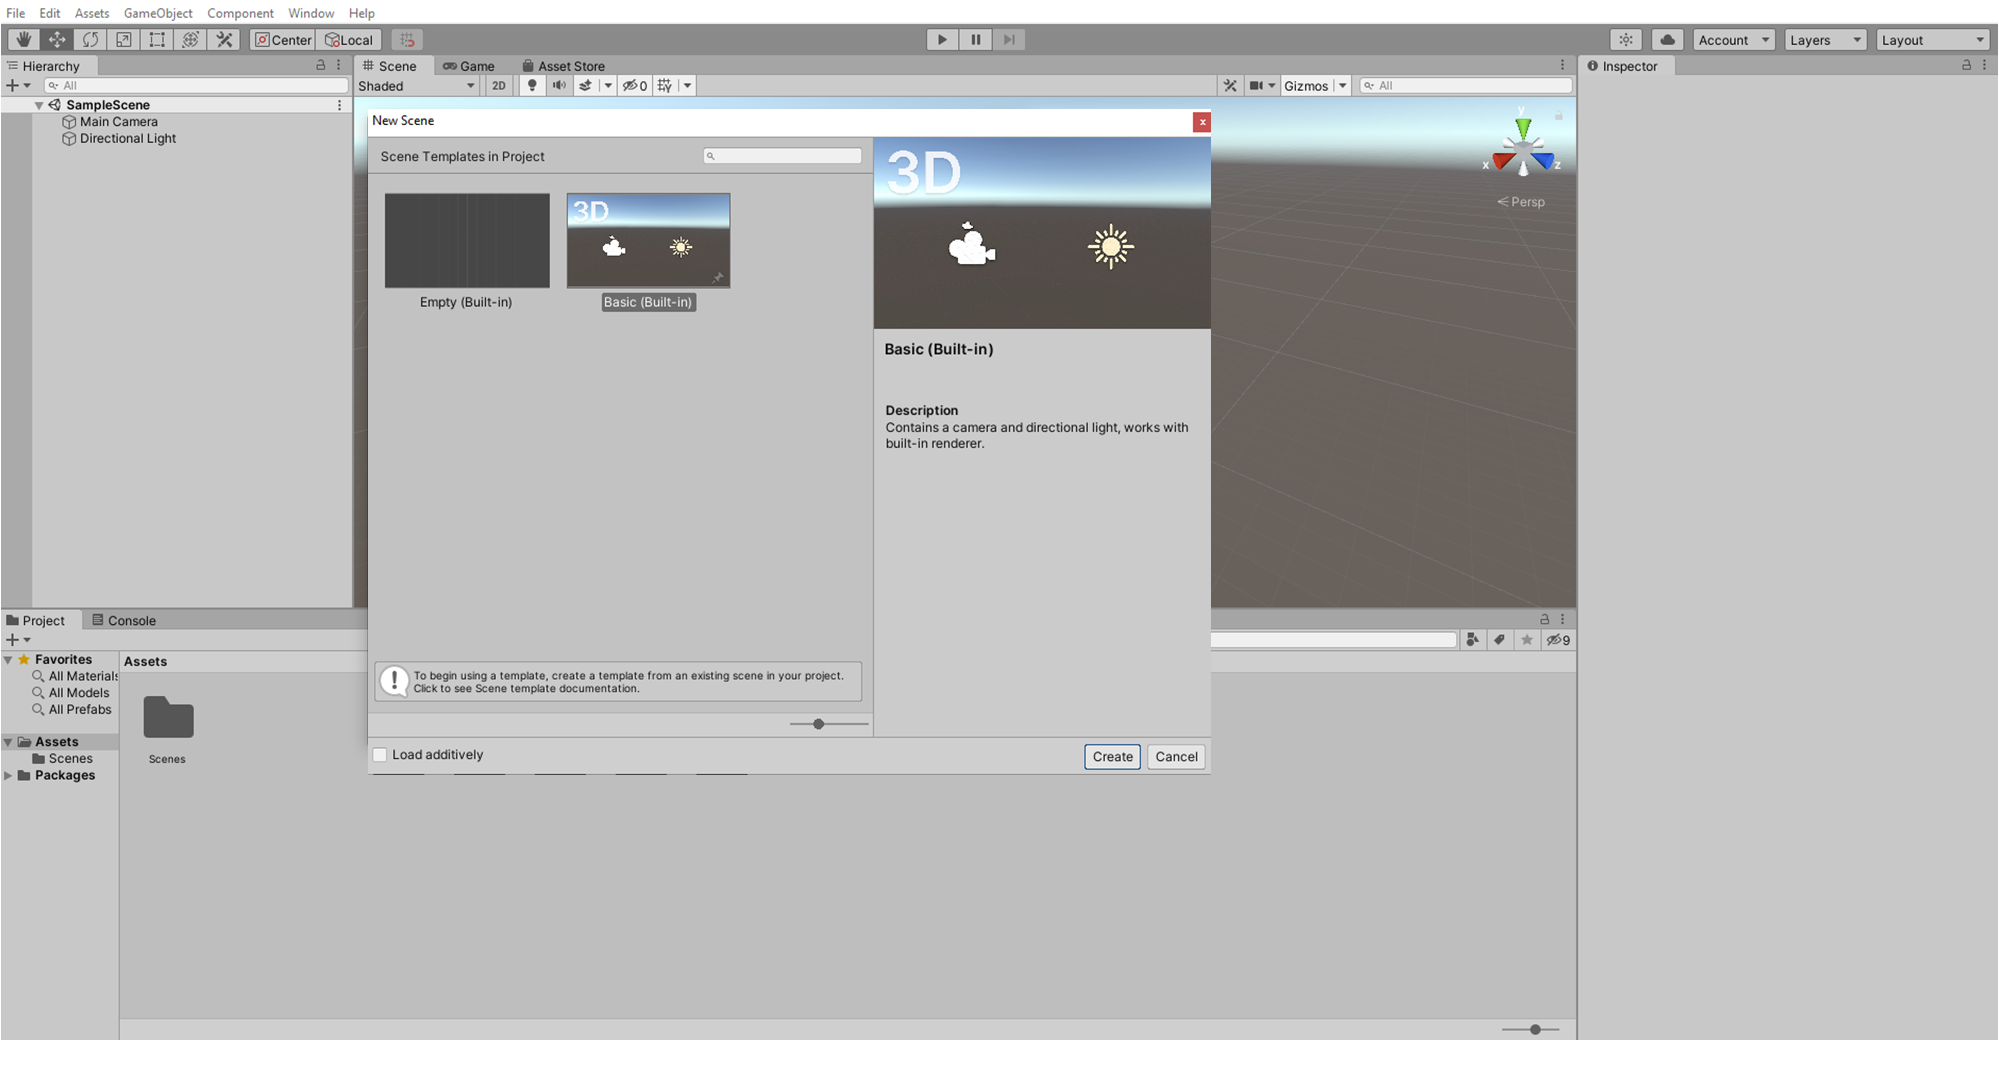 File Edit Assets GameObject Component Window Help
Center Local Account Layers Layout
Hierarchy
All
SampleScene
Main Camera
Directional Light
Scene Game Asset Store
Shaded 2D 0 Gizmos All
y
x z
Persp
Inspector
New Scene
x
Scene Templates in Project
3D
Empty (Built-in)
Basic (Built-in)
3D
Basic (Built-in)
Description
Contains a camera and directional light, works with
built-in renderer.
To begin using a template, create a template from an existing scene in your project.
Click to see Scene template documentation.
Load additively
Create Cancel
Project Console
9
Favorites
All Materials
All Models
All Prefabs
Assets
Scenes
Packages
Assets
Scenes